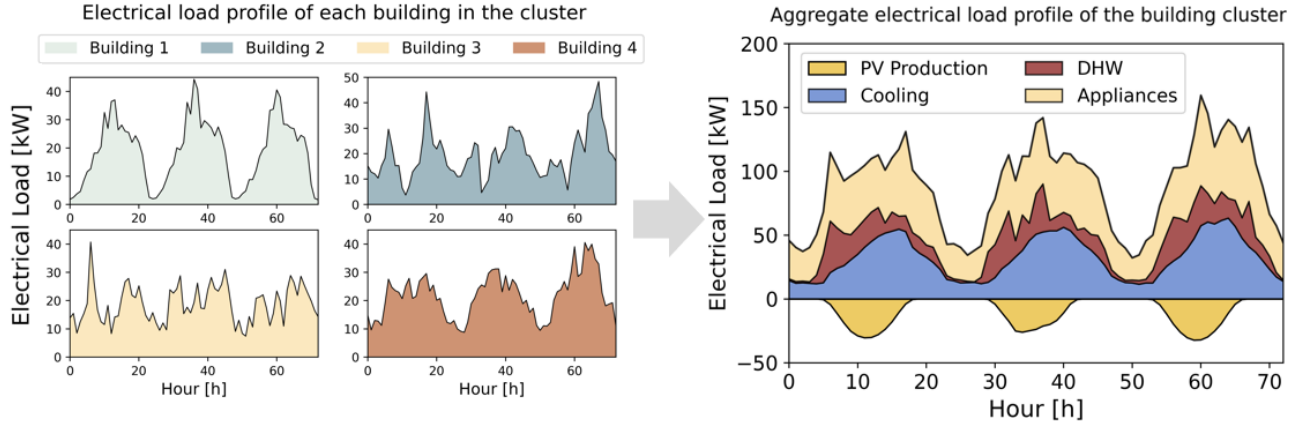 Electrical load profile of each building in the cluster
Building 1 Building 2 Building 3 Building 4
Electrical Load [kW]
40
30
20
10
0
0 20 40 60
50
40
30
20
10
0
0 20 40 60
40
30
20
10
0
0 20 40 60
Hour [h]
40
30
20
10
0
0 20 40 60
Hour [h]
Aggregate electrical load profile of the building cluster
PV Production DHW
Cooling Appliances
Electrical Load [kW]
200
150
100
50
0
−50
0 10 20 30 40 50 60 70
Hour [h]